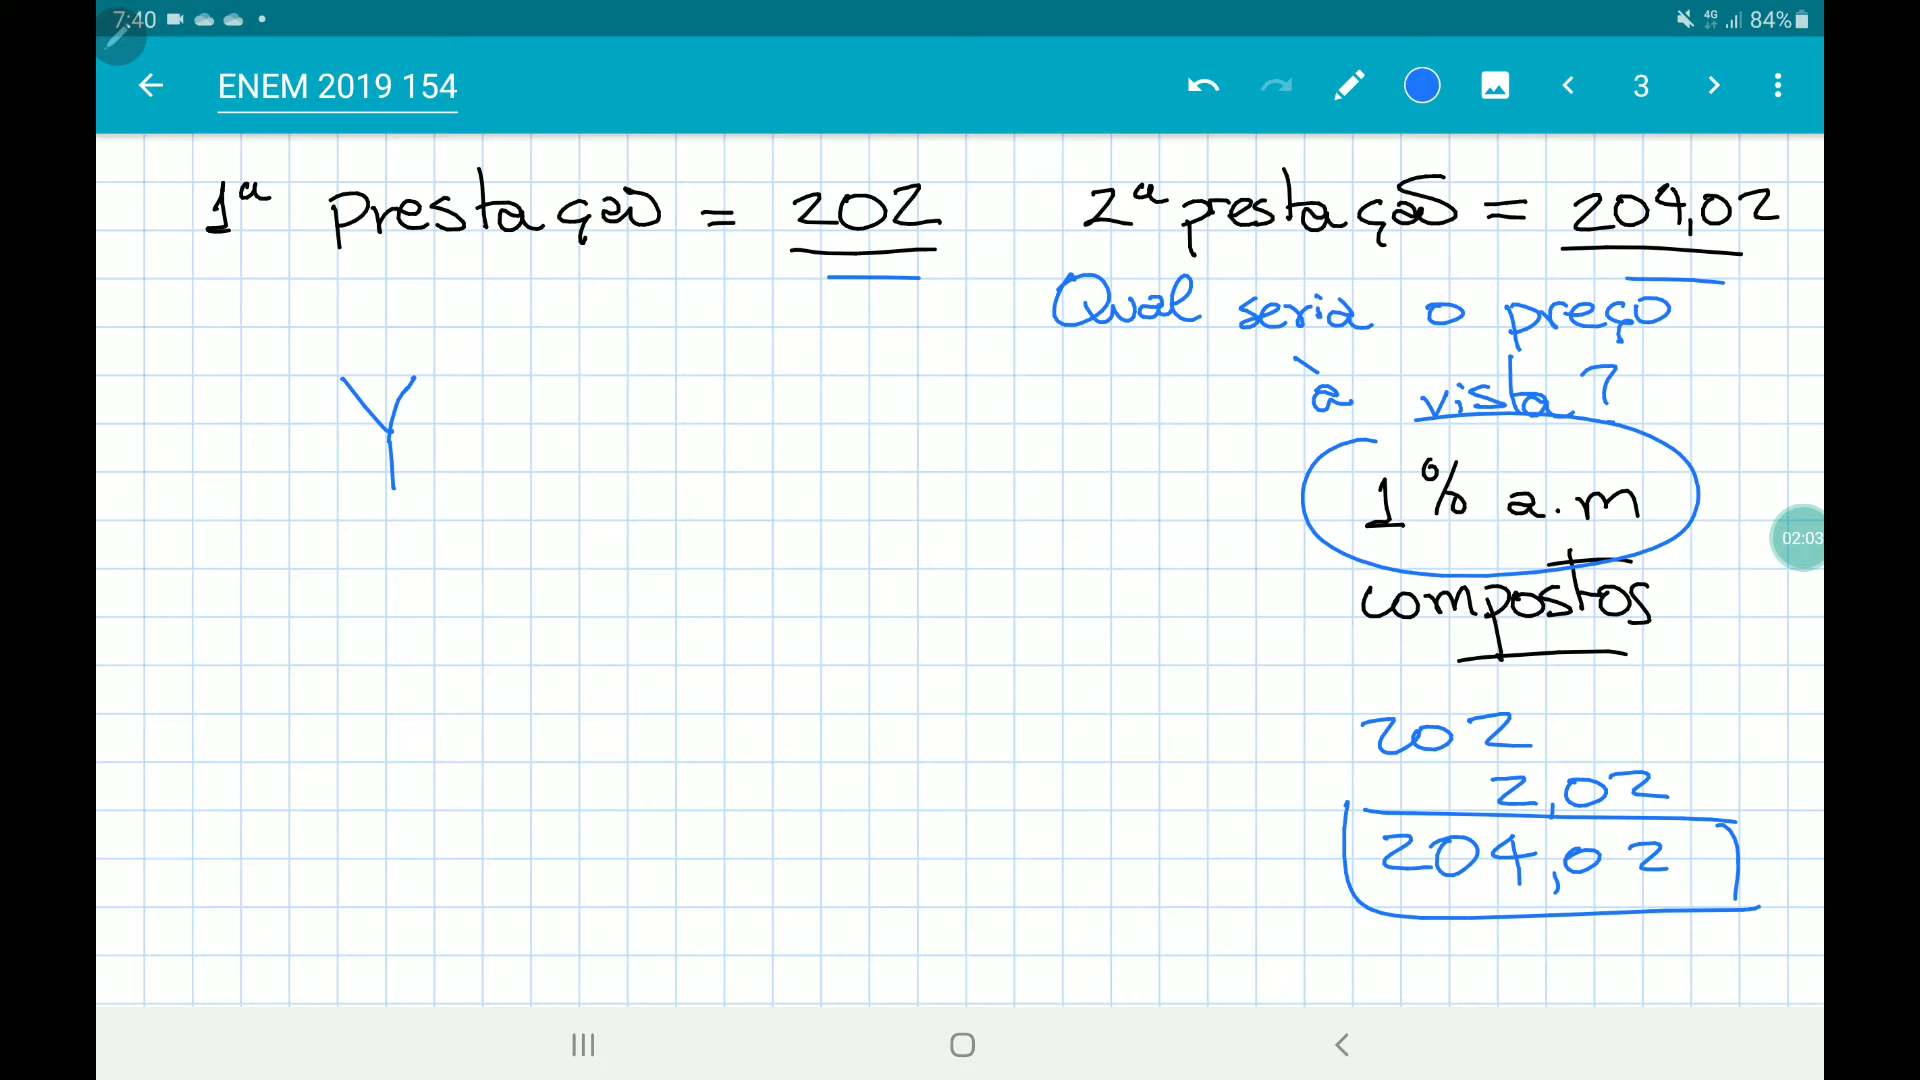 7:40
4G 84%
ENEM 2019 154
3
1ª prestação = 202
2ª prestação = 204,02
Qual seria o preço
à vista?
Y
1% a.m
02:03
compostos
202
2,02
204,02